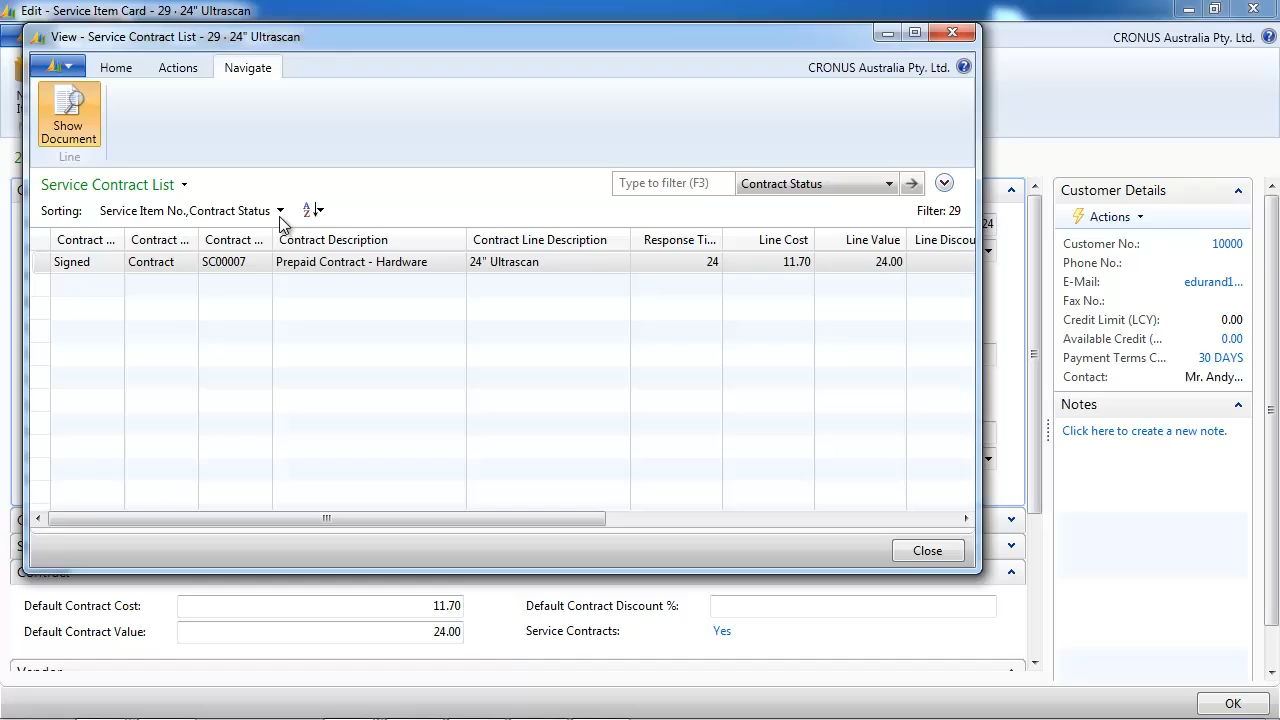 Edit - Service Item Card - 29 · 24" Ultrascan
View - Service Contract List - 29 · 24" Ultrascan
CRONUS Australia Pty. Ltd.
Home
Actions
Navigate
CRONUS Australia Pty. Ltd.
Show
Document
Line
Service Contract List
Type to filter (F3)
Contract Status
Sorting:
Service Item No.,Contract Status
Filter: 29
Contract ...
Contract ...
Contract ...
Contract Description
Contract Line Description
Response Ti...
Line Cost
Line Value
Line Discou
Signed
Contract
SC00007
Prepaid Contract - Hardware
24" Ultrascan
24
11.70
24.00
Close
Default Contract Cost:
11.70
Default Contract Discount %:
Default Contract Value:
24.00
Service Contracts:
Yes
Customer Details
Actions
Customer No.:
10000
Phone No.:
E-Mail:
edurand1...
Fax No.:
Credit Limit (LCY):
0.00
Available Credit (...
0.00
Payment Terms C...
30 DAYS
Contact:
Mr. Andy...
Notes
Click here to create a new note.
OK